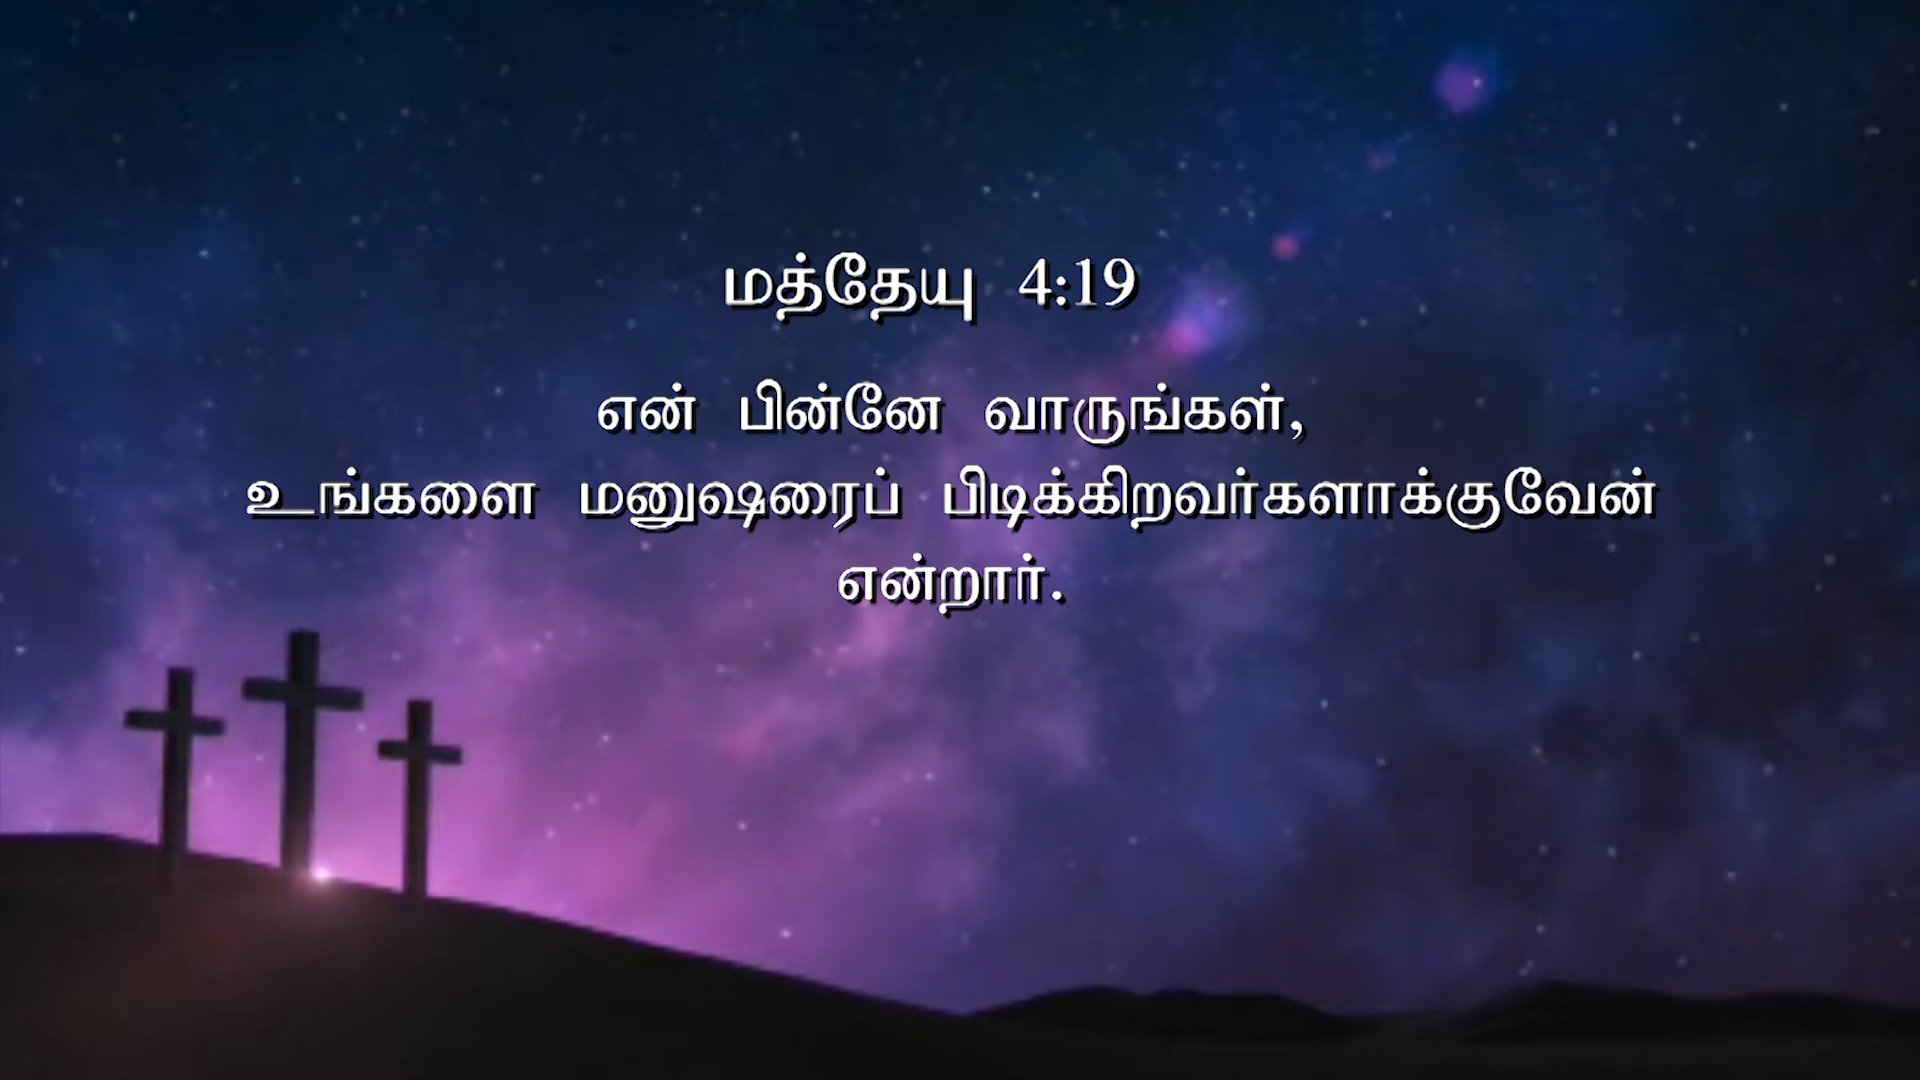 மத்தேயு 4:19
என் பின்னே வாருங்கள்,
உங்களை மனுஷரைப் பிடிக்கிறவர்களாக்குவேன்
என்றார்.